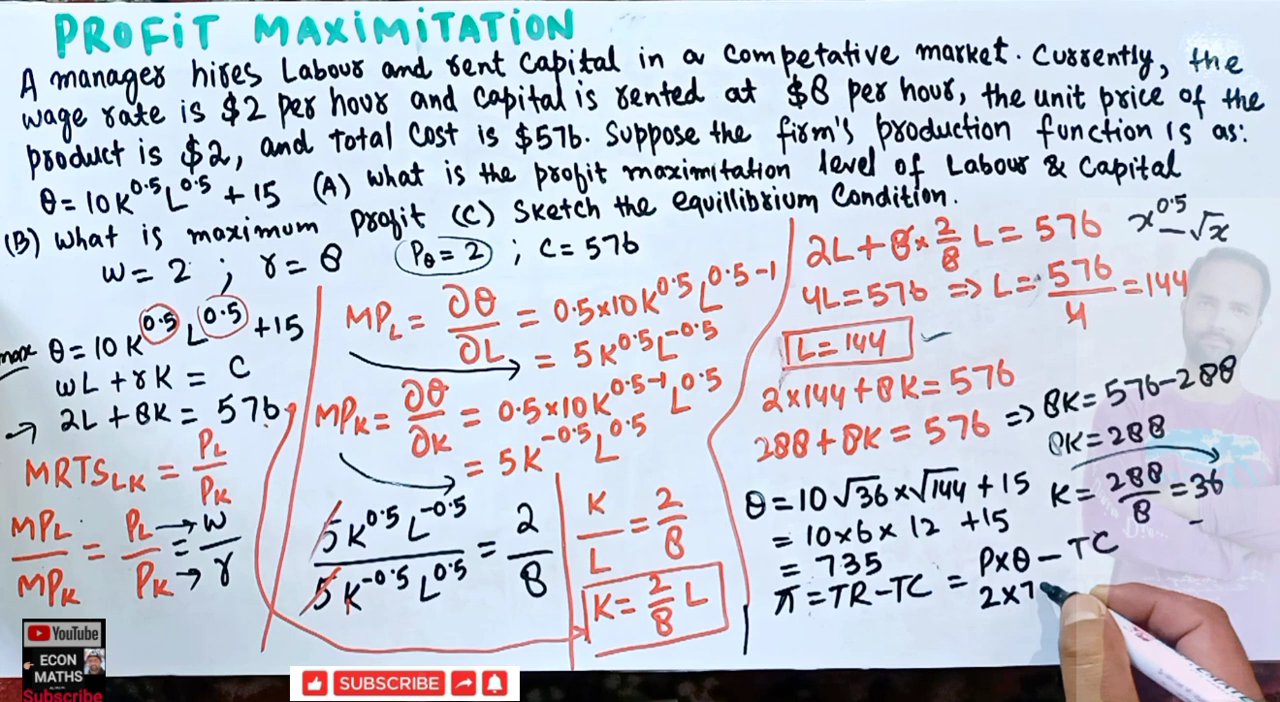 PROFIT MAXIMITATION
A manager hires Labour and rent capital in a competative market. Currently, the
wage rate is $2 per hour and capital is rented at $8 per hour, the unit price of the
product is $2, and total cost is $576. Suppose the firm's production function is as:
θ = 10K^0.5 L^0.5 + 15 (A) what is the profit maximitation level of Labour & Capital
(B) what is maximum profit (C) Sketch the equillibrium Condition.
w = 2 ; r = 8 Pθ = 2 ; C = 576
max θ = 10 K^0.5 L^0.5 + 15
wL + rK = C
→ 2L + 8K = 576
MRTS_LK = P_L / P_K
MP_L / MP_K = P_L / P_K → w → r = w / r
MP_L = ∂θ / ∂L = 0.5×10K^0.5 L^0.5-1
= 5K^0.5 L^-0.5
MP_K = ∂θ / ∂K = 0.5×10K^0.5-1 L^0.5
= 5K^-0.5 L^0.5
5K^0.5 L^-0.5 / 5K^-0.5 L^0.5 = 2 / 8
K / L = 2 / 8
K = 2/8 L
2L + 8 × 2/8 L = 576
x^0.5 - √x
4L = 576 ⇒ L = 576 / 4 = 144
L = 144
2×144 + 8K = 576
288 + 8K = 576 ⇒ 8K = 576 - 288
8K = 288
K = 288 / 8 = 36
θ = 10√36 × √144 + 15
= 10×6×12 + 15
= 735
π = TR - TC = P×θ - TC
2×7
YouTube
ECON
MATHS
Subscribe
SUBSCRIBE